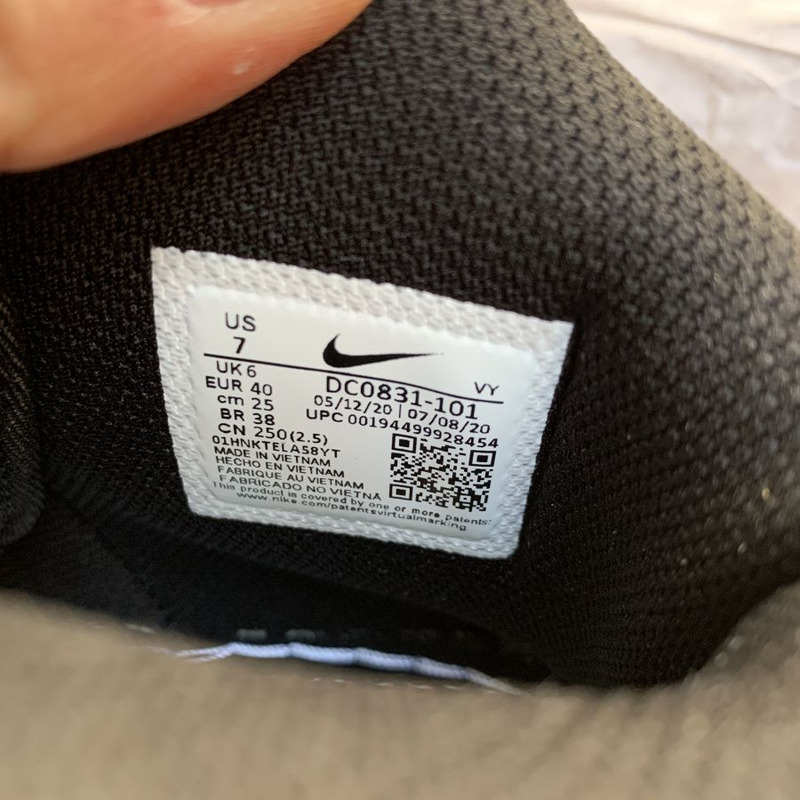 US
7
UK 6
EUR 40
cm 25
BR 38
CN 250(2.5)
VY
DC0831-101
05/12/20 | 07/08/20
UPC 00194499928454
01HNKTELA58YT
MADE IN VIETNAM
HECHO EN VIETNAM
FABRIQUE AU VIETNAM
FABRICADO NO VIETNÃ
This product is covered by one or more patents:
www.nike.com/patentsvirtualmarking